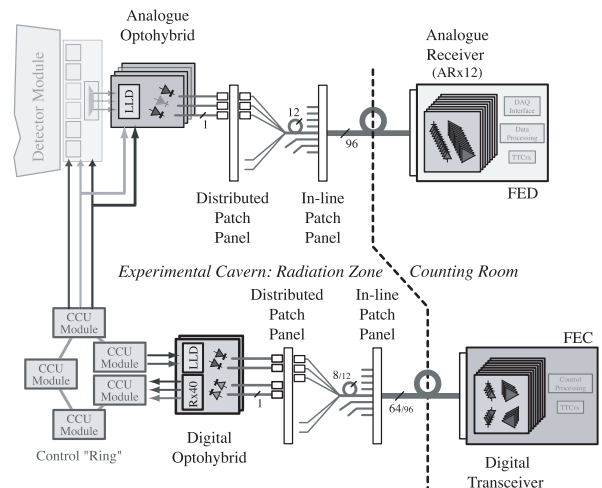 Analogue
Optohybrid
Detector Module
LLD
1
12
96
Distributed
Patch
Panel
In-line
Patch
Panel
Analogue
Receiver
(ARx12)
DAQ
Interface
Data
Processing
TTCrx
FED
Experimental Cavern: Radiation Zone
Counting Room
CCU
Module
CCU
Module
CCU
Module
CCU
Module
CCU
Module
Control "Ring"
LLD
Rx40
1
Digital
Optohybrid
Distributed
Patch
Panel
8/12
In-line
Patch
Panel
64/96
FEC
Control
Processing
TTCrx
Digital
Transceiver